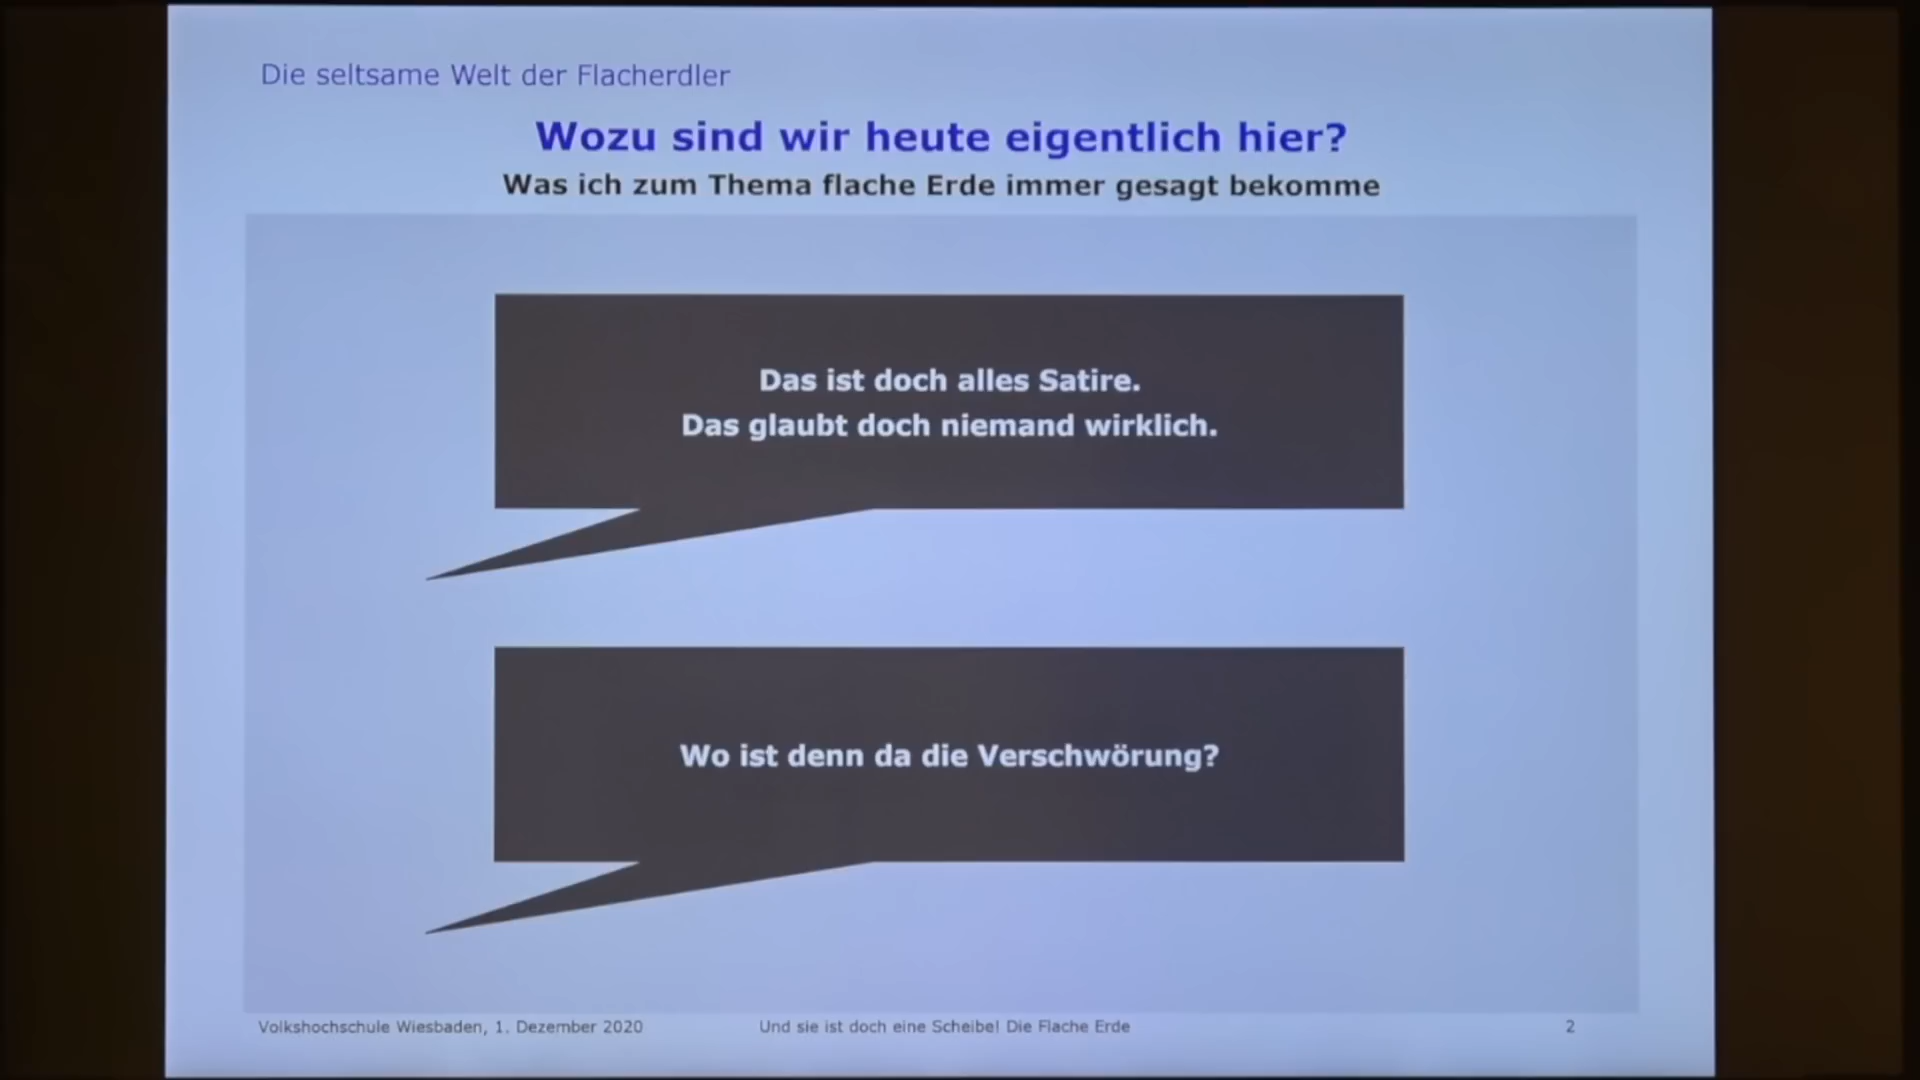 Die seltsame Welt der Flacherdler
Wozu sind wir heute eigentlich hier?
Was ich zum Thema flache Erde immer gesagt bekomme
Das ist doch alles Satire.
Das glaubt doch niemand wirklich.
Wo ist denn da die Verschwörung?
Volkshochschule Wiesbaden, 1. Dezember 2020
Und sie ist doch eine Scheibe! Die Flache Erde
2